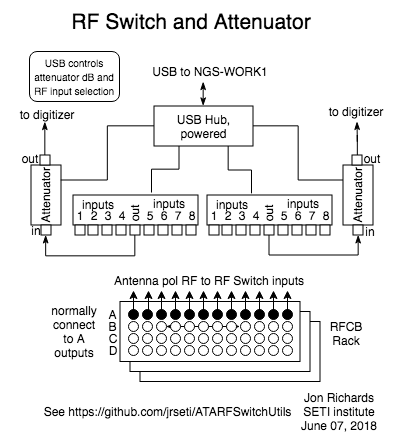 RF Switch and Attenuator
USB controls
attenuator dB and
RF input selection
USB to NGS-WORK1
to digitizer
to digitizer
USB Hub,
powered
out
out
Attenuator
Attenuator
in
in
inputs
inputs
1 2 3 4 out 5 6 7 8
inputs
inputs
1 2 3 4 out 5 6 7 8
Antenna pol RF to RF Switch inputs
normally
connect
to A
outputs
A
B
C
D
RFCB
Rack
See https://github.com/jrseti/ATARFSwitchUtils
Jon Richards
SETI institute
June 07, 2018